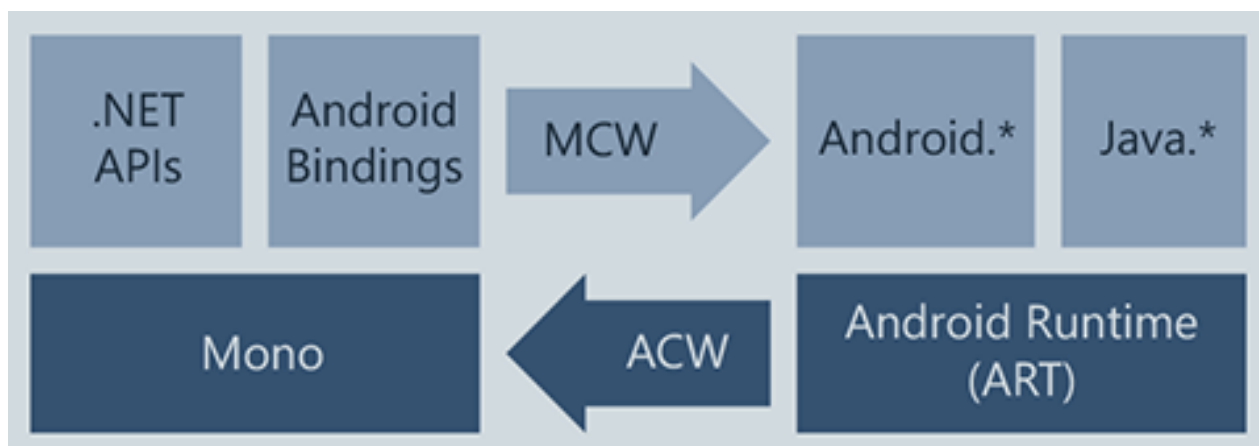 .NET
APIs
Android
Bindings
MCW
Android.*
Java.*
Mono
ACW
Android Runtime
(ART)